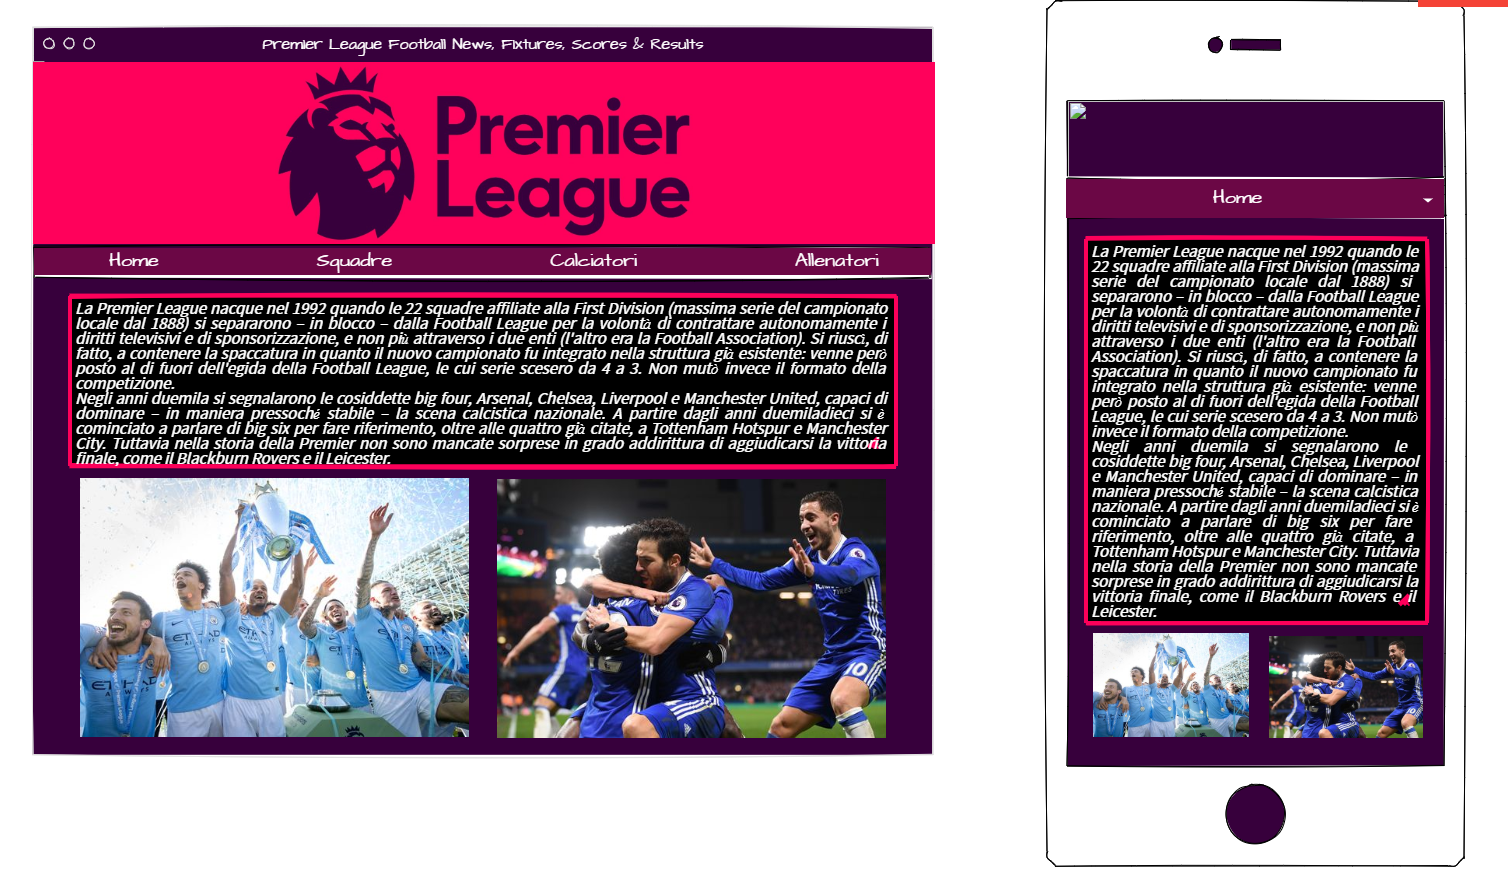 Premier League Football News, Fixtures, Scores & Results
Premier
League
Home Squadre Calciatori Allenatori
La Premier League nacque nel 1992 quando le 22 squadre affiliate alla First Division (massima serie del campionato
locale dal 1888) si separarono – in blocco – dalla Football League per la volontà di contrattare autonomamente i
diritti televisivi e di sponsorizzazione, e non più attraverso i due enti (l'altro era la Football Association). Si riuscì, di
fatto, a contenere la spaccatura in quanto il nuovo campionato fu integrato nella struttura già esistente: venne però
posto al di fuori dell'egida della Football League, le cui serie scesero da 4 a 3. Non mutò invece il formato della
competizione.
Negli anni duemila si segnalarono le cosiddette big four, Arsenal, Chelsea, Liverpool e Manchester United, capaci di
dominare – in maniera pressoché stabile – la scena calcistica nazionale. A partire dagli anni duemiladieci si è
cominciato a parlare di big six per fare riferimento, oltre alle quattro già citate, a Tottenham Hotspur e Manchester
City. Tuttavia nella storia della Premier non sono mancate sorprese in grado addirittura di aggiudicarsi la vittoria
finale, come il Blackburn Rovers e il Leicester.
Home
La Premier League nacque nel 1992 quando le
22 squadre affiliate alla First Division (massima
serie del campionato locale dal 1888) si
separarono – in blocco – dalla Football League
per la volontà di contrattare autonomamente i
diritti televisivi e di sponsorizzazione, e non più
attraverso i due enti (l'altro era la Football
Association). Si riuscì, di fatto, a contenere la
spaccatura in quanto il nuovo campionato fu
integrato nella struttura già esistente: venne
però posto al di fuori dell'egida della Football
League, le cui serie scesero da 4 a 3. Non mutò
invece il formato della competizione.
Negli anni duemila si segnalarono le
cosiddette big four, Arsenal, Chelsea, Liverpool
e Manchester United, capaci di dominare – in
maniera pressoché stabile – la scena calcistica
nazionale. A partire dagli anni duemiladieci si è
cominciato a parlare di big six per fare
riferimento, oltre alle quattro già citate, a
Tottenham Hotspur e Manchester City. Tuttavia
nella storia della Premier non sono mancate
sorprese in grado addirittura di aggiudicarsi la
vittoria finale, come il Blackburn Rovers e il
Leicester.